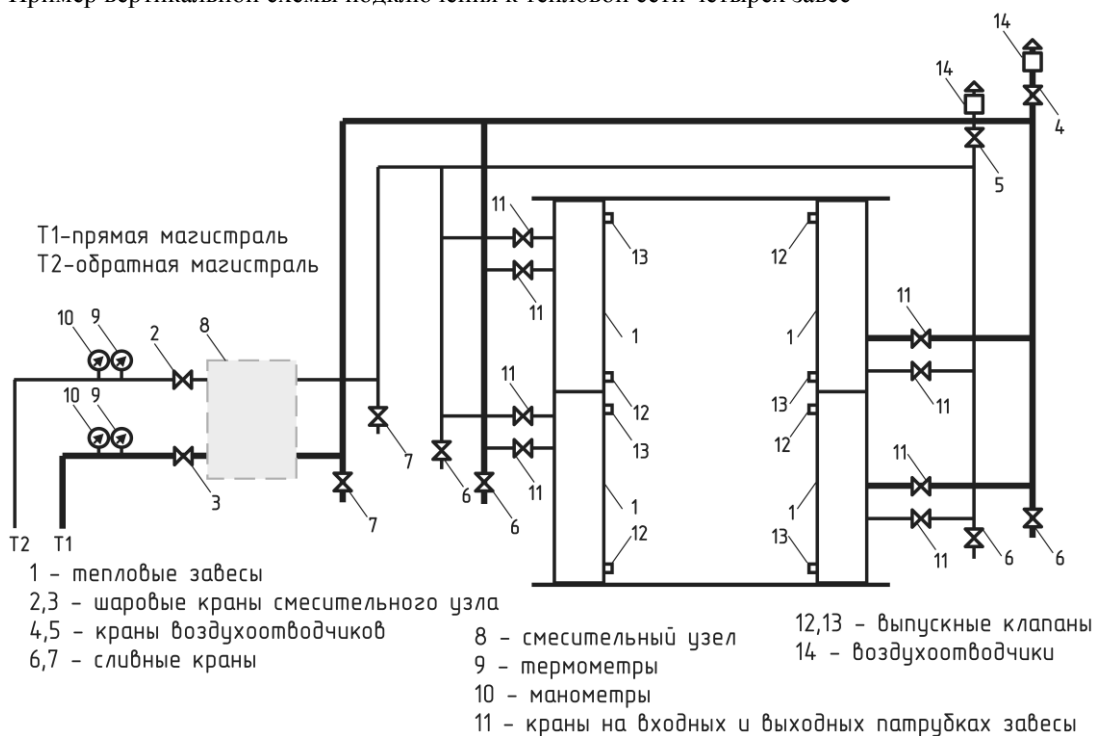 Пример вертикальной схемы подключения к тепловой сети четырех завес
14
14
4
5
11
13
12
Т1-прямая магистраль
Т2-обратная магистраль
11
11
10
9
2
8
1
1
11
11
12
13
13
12
10
9
3
7
7
6
6
11
1
1
11
12
13
11
6
6
Т2
Т1
1 - тепловые завесы
2,3 - шаровые краны смесительного узла
4,5 - краны воздухоотводчиков
6,7 - сливные краны
8 - смесительный узел
9 - термометры
10 - манометры
11 - краны на входных и выходных патрубках завесы
12,13 - выпускные клапаны
14 - воздухоотводчики